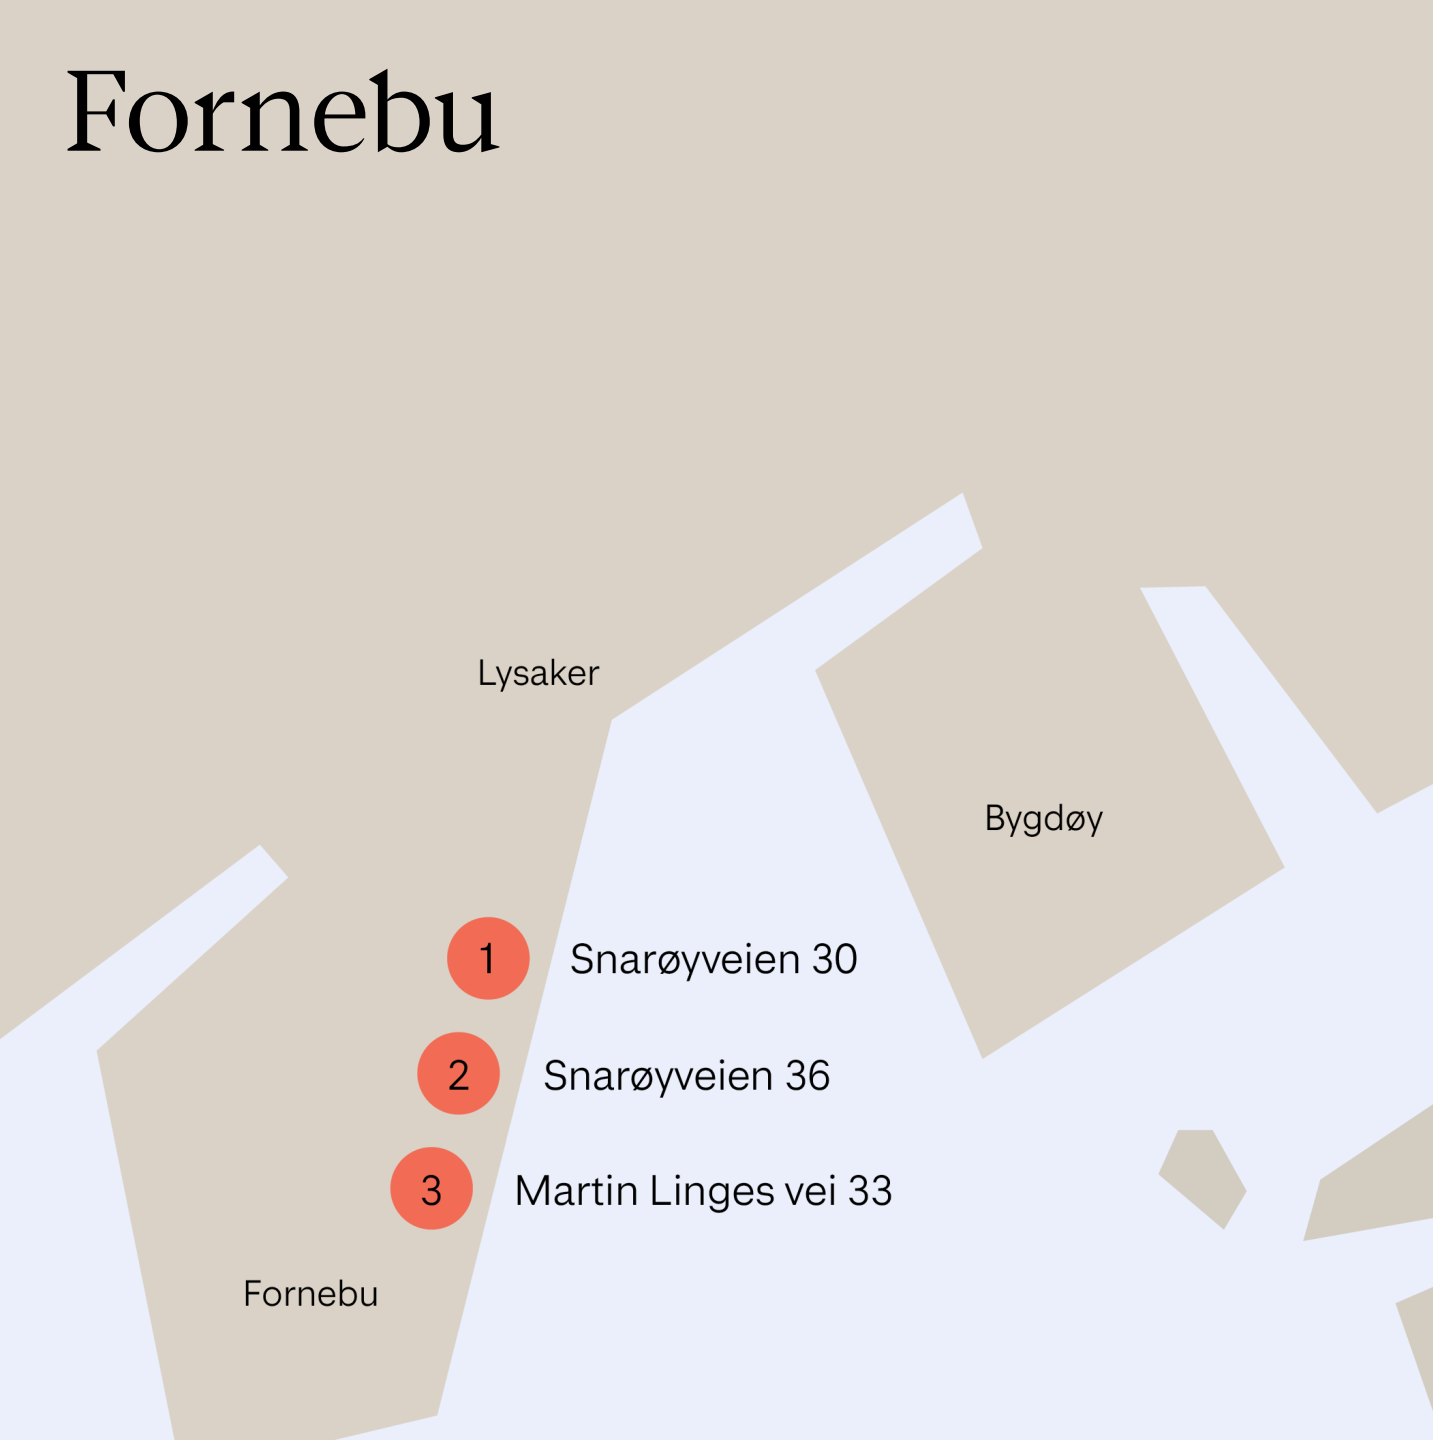 Fornebu
Lysaker
Bygdøy
1 Snarøyveien 30
2 Snarøyveien 36
3 Martin Linges vei 33
Fornebu